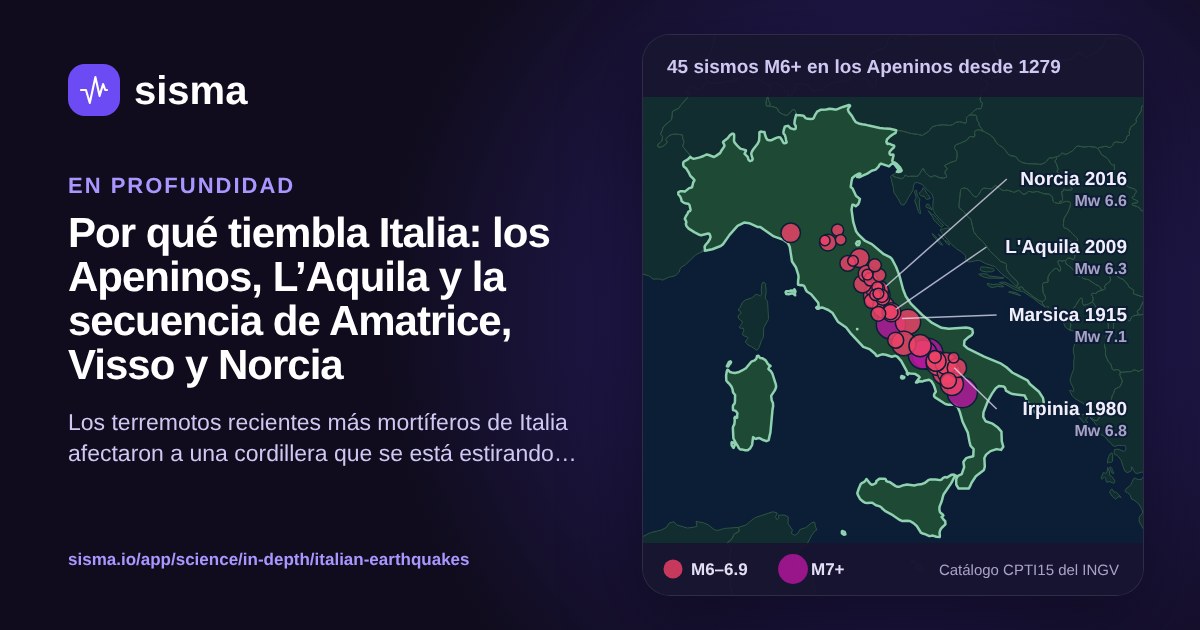 sisma
EN PROFUNDIDAD
Por qué tiembla Italia: los
Apeninos, L’Aquila y la
secuencia de Amatrice,
Visso y Norcia
Los terremotos recientes más mortíferos de Italia
afectaron a una cordillera que se está estirando…
sisma.io/app/science/in-depth/italian-earthquakes
45 sismos M6+ en los Apeninos desde 1279
Norcia 2016
Mw 6.6
L'Aquila 2009
Mw 6.3
Marsica 1915
Mw 7.1
Irpinia 1980
Mw 6.8
M6–6.9
M7+
Catálogo CPTI15 del INGV